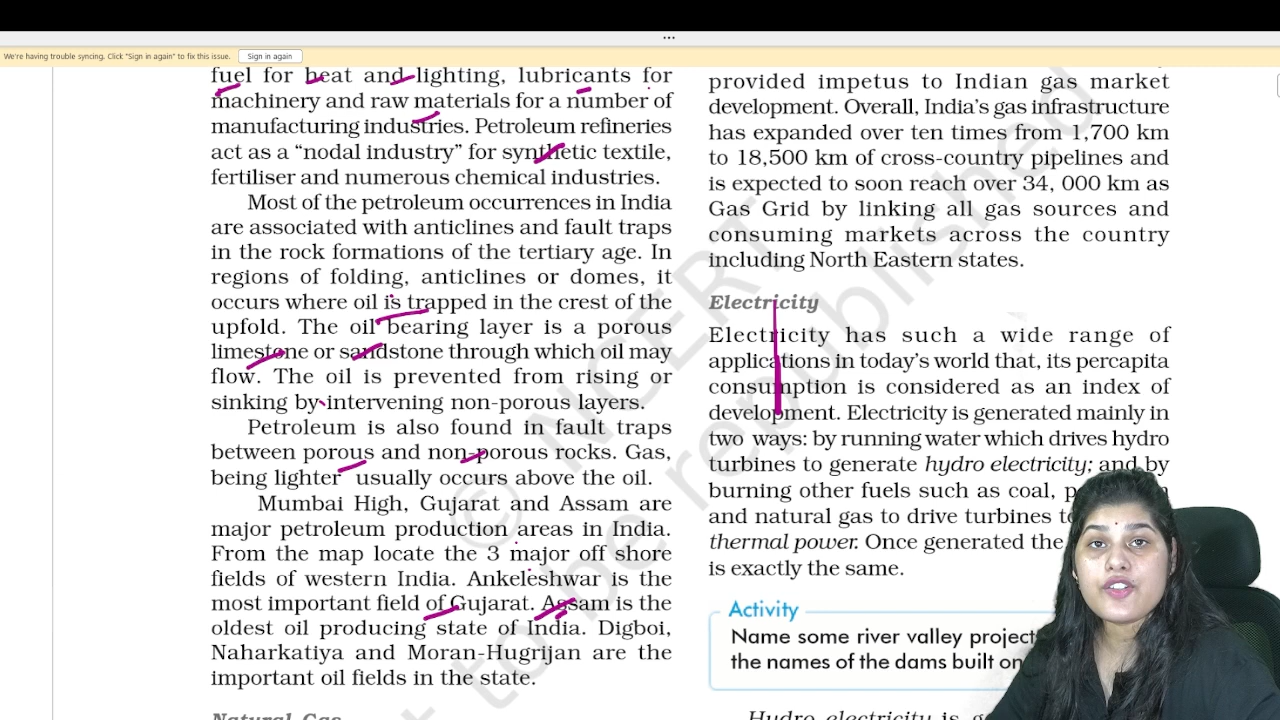 We're having trouble syncing. Click "Sign in again" to fix this issue. Sign in again
fuel for heat and lighting, lubricants for
machinery and raw materials for a number of
manufacturing industries. Petroleum refineries
act as a “nodal industry” for synthetic textile,
fertiliser and numerous chemical industries.
Most of the petroleum occurrences in India
are associated with anticlines and fault traps
in the rock formations of the tertiary age. In
regions of folding, anticlines or domes, it
occurs where oil is trapped in the crest of the
upfold. The oil bearing layer is a porous
limestone or sandstone through which oil may
flow. The oil is prevented from rising or
sinking by intervening non-porous layers.
Petroleum is also found in fault traps
between porous and non-porous rocks. Gas,
being lighter usually occurs above the oil.
Mumbai High, Gujarat and Assam are
major petroleum production areas in India.
From the map locate the 3 major off shore
fields of western India. Ankeleshwar is the
most important field of Gujarat. Assam is the
oldest oil producing state of India. Digboi,
Naharkatiya and Moran-Hugrijan are the
important oil fields in the state.
Natural Gas
provided impetus to Indian gas market
development. Overall, India’s gas infrastructure
has expanded over ten times from 1,700 km
to 18,500 km of cross-country pipelines and
is expected to soon reach over 34, 000 km as
Gas Grid by linking all gas sources and
consuming markets across the country
including North Eastern states.
Electricity
Electricity has such a wide range of
applications in today’s world that, its percapita
consumption is considered as an index of
development. Electricity is generated mainly in
two ways: by running water which drives hydro
turbines to generate hydro electricity; and by
burning other fuels such as coal,
and natural gas to drive turbines to
thermal power. Once generated the
is exactly the same.
Activity
Name some river valley project
the names of the dams built on
Hydro electricity is
© NCERT
not to be republished